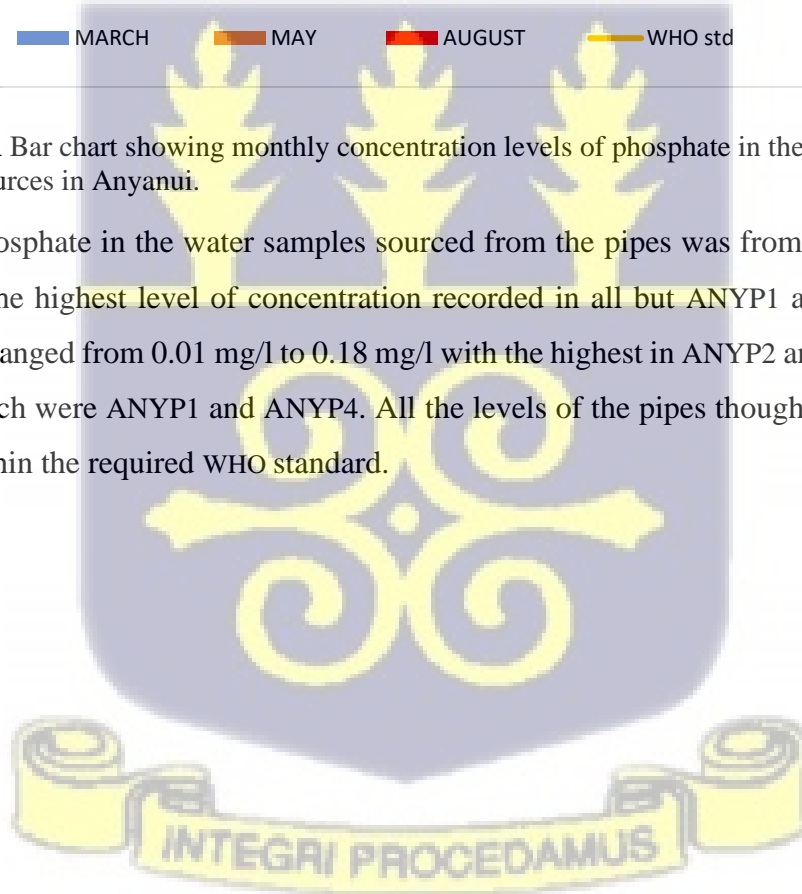 MARCH MAY AUGUST WHO std
Bar chart showing monthly concentration levels of phosphate in the
urces in Anyanui.
osphate in the water samples sourced from the pipes was from
he highest level of concentration recorded in all but ANYP1 a
anged from 0.01 mg/l to 0.18 mg/l with the highest in ANYP2 an
ch were ANYP1 and ANYP4. All the levels of the pipes though
hin the required WHO standard.
INTEGRI PROCEDAMUS